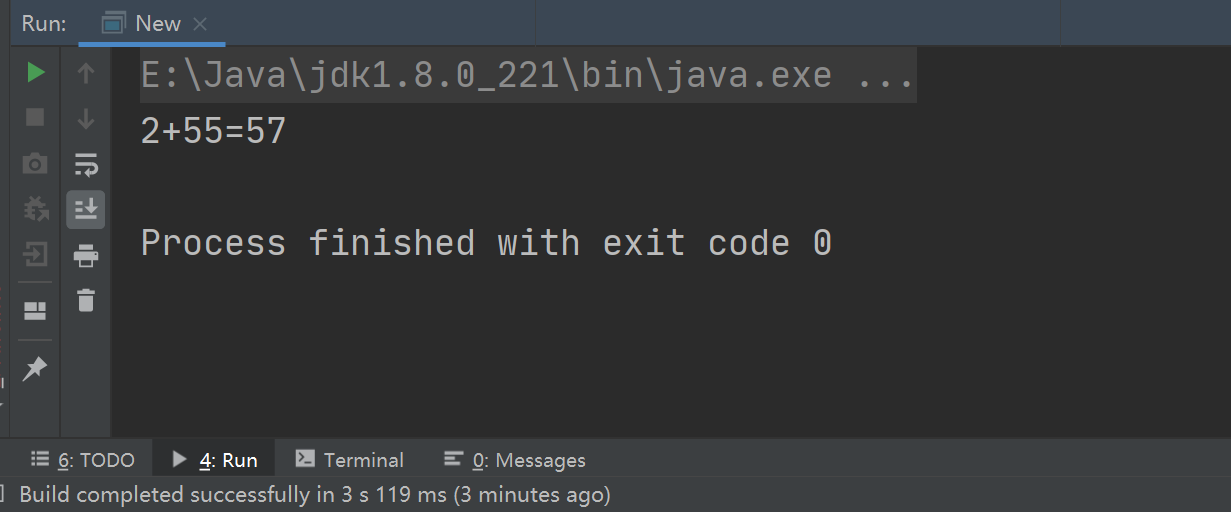 Run: New
E:\Java\jdk1.8.0_221\bin\java.exe ...
2+55=57
Process finished with exit code 0
6: TODO 4: Run Terminal 0: Messages
Build completed successfully in 3 s 119 ms (3 minutes ago)